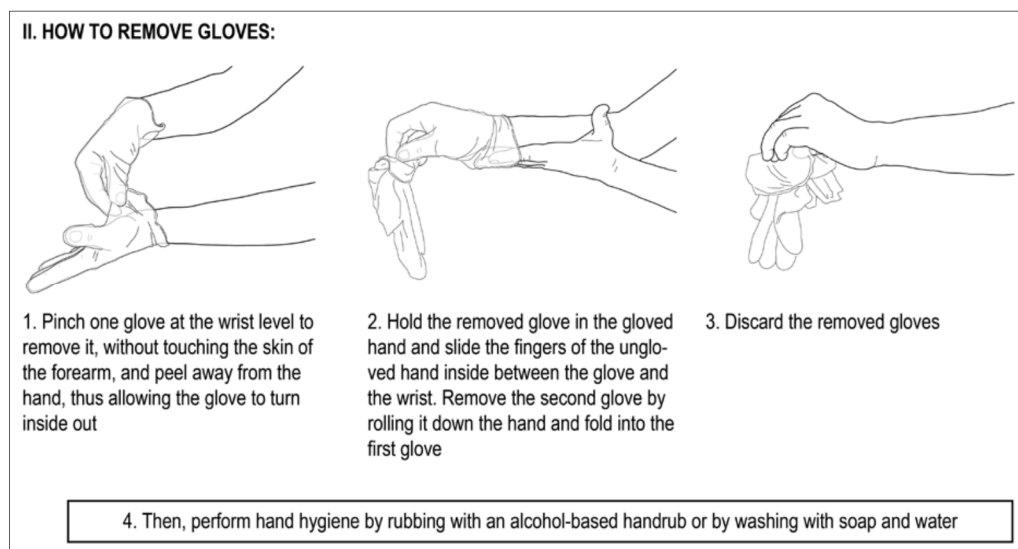 II. HOW TO REMOVE GLOVES:
1. Pinch one glove at the wrist level to
remove it, without touching the skin of
the forearm, and peel away from the
hand, thus allowing the glove to turn
inside out
2. Hold the removed glove in the gloved
hand and slide the fingers of the unglo-
ved hand inside between the glove and
the wrist. Remove the second glove by
rolling it down the hand and fold into the
first glove
3. Discard the removed gloves
4. Then, perform hand hygiene by rubbing with an alcohol-based handrub or by washing with soap and water